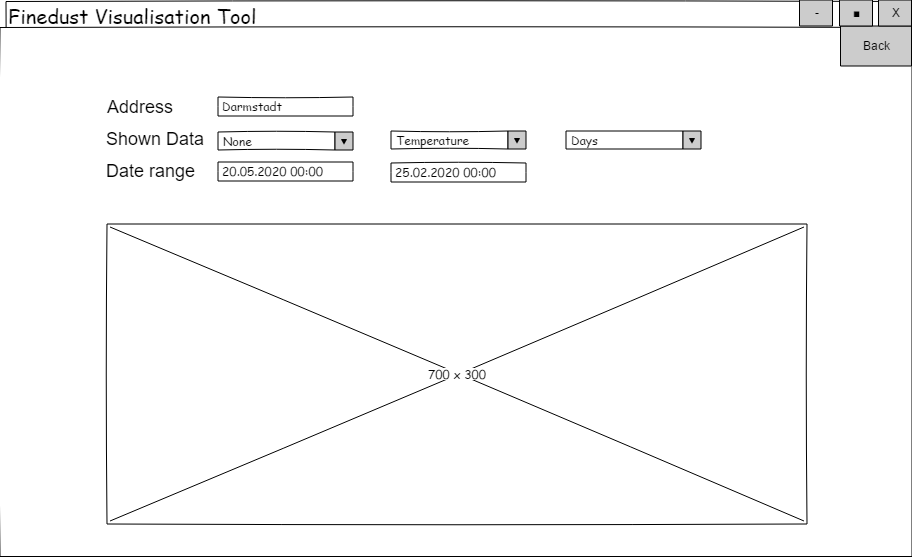 Finedust Visualisation Tool - ■ X
Back
Address Darmstadt
Shown Data None ▼ Temperature ▼ Days ▼
Date range 20.05.2020 00:00 25.02.2020 00:00
700 x 300